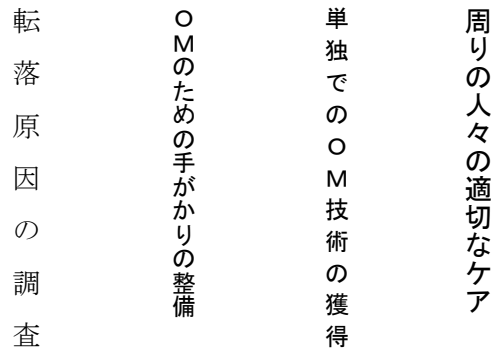 周りの人々の適切なケア
単独でのＯＭ技術の獲得
ＯＭのための手がかりの整備
転落原因の調査